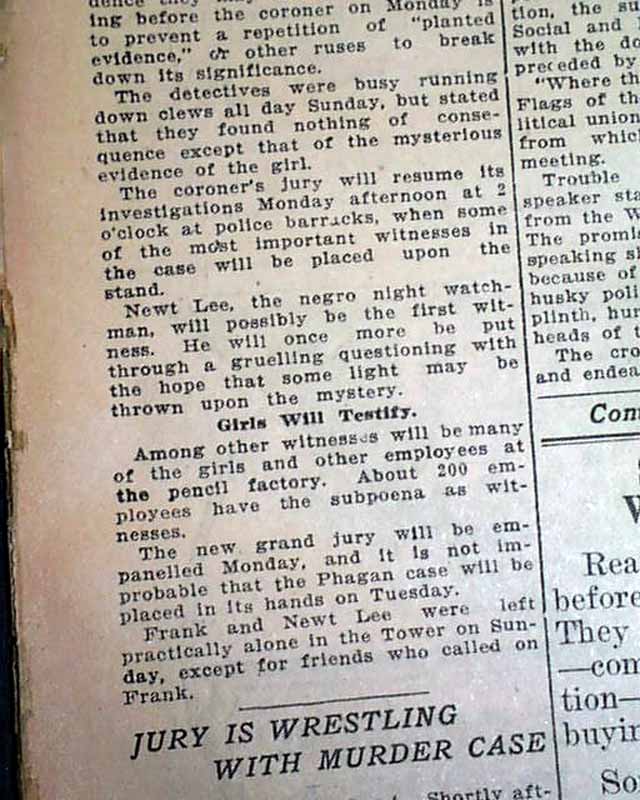 ing before the coroner on Monday is
to prevent a repetition of "planted
evidence," or other ruses to break
down its significance.
The detectives were busy running
down clews all day Sunday, but stated
that they found nothing of conse-
quence except that of the mysterious
evidence of the girl.
The coroner's jury will resume its
investigations Monday afternoon at 2
o'clock at police barracks, when some
of the most important witnesses in
the case will be placed upon the
stand.
Newt Lee, the negro night watch-
man, will possibly be the first wit-
ness. He will once more be put
through a gruelling questioning with
the hope that some light may be
thrown upon the mystery.
Girls Will Testify.
Among other witnesses will be many
of the girls and other employees at
the pencil factory. About 200 em-
ployees have the subpoena as wit-
nesses.
The new grand jury will be em-
panelled Monday, and it is not im-
probable that the Phagan case will be
placed in its hands on Tuesday.
Frank and Newt Lee were left
practically alone in the Tower on Sun-
day, except for friends who called on
Frank.
JURY IS WRESTLING
WITH MURDER CASE
Shortly aft-
tion, the
Social and
with the
preceded by
"Where
Flags of
litical union
from
meeting.
Trouble
speaker
from the
The
speaking
because of
husky
plinth,
heads of
The
and
before
They
tion—
So